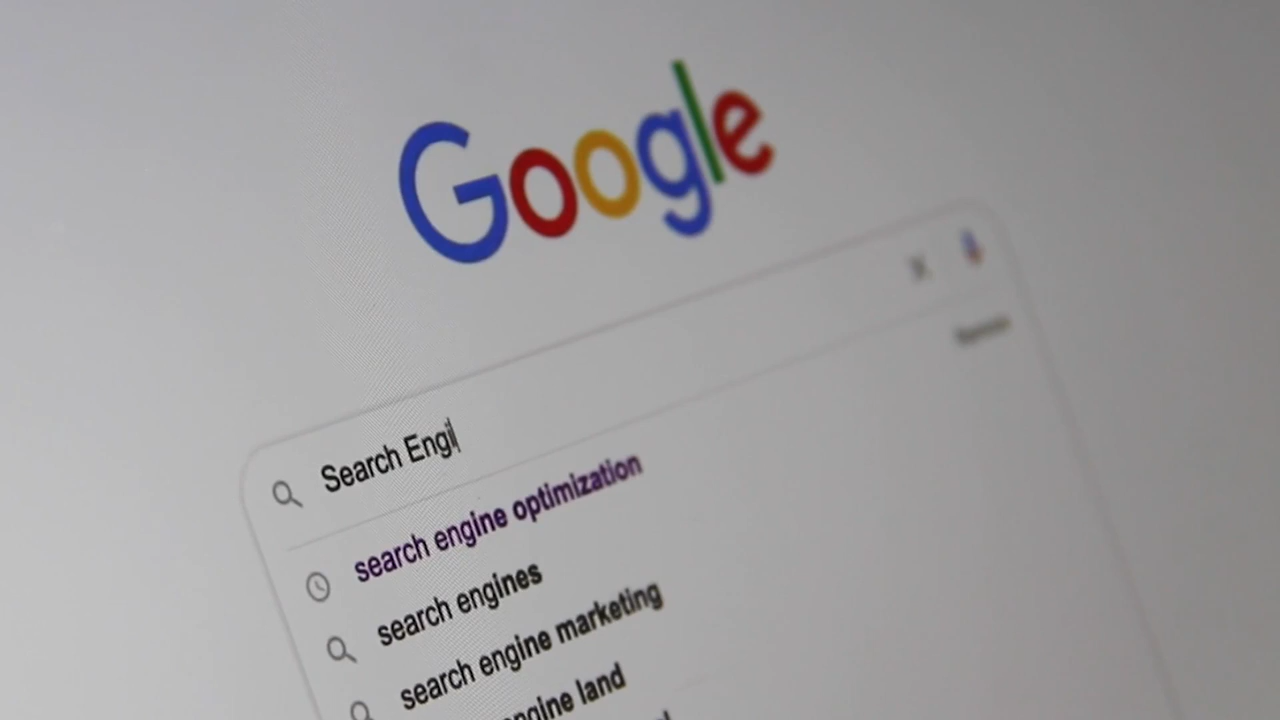 Google
Search Engi
search engine optimization
search engines
search engine marketing
engine land